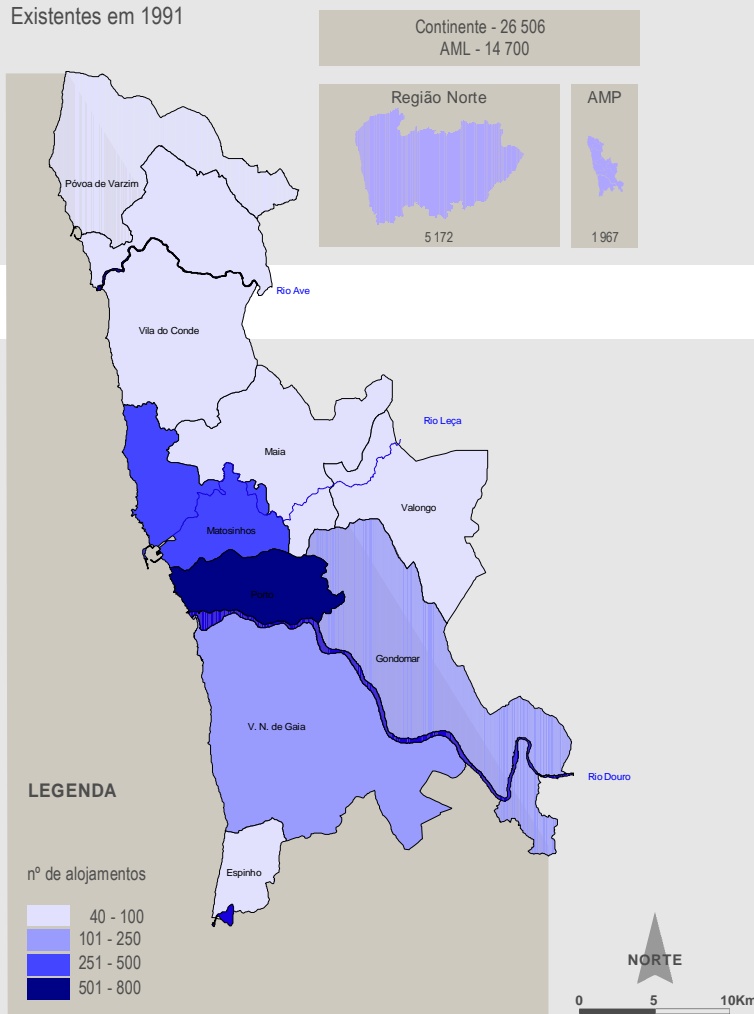 Existentes em 1991
Continente - 26 506
AML - 14 700
Região Norte
AMP
5 172
1 967
Póvoa de Varzim
Rio Ave
Vila do Conde
Rio Leça
Maia
Valongo
Matosinhos
Porto
Gondomar
V. N. de Gaia
Rio Douro
LEGENDA
Espinho
nº de alojamentos
40 - 100
101 - 250
251 - 500
501 - 800
NORTE
0 5 10Km